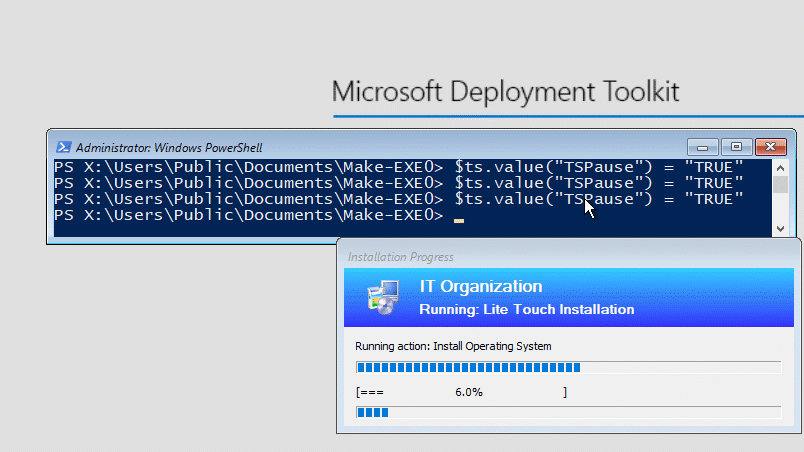 Microsoft Deployment Toolkit
Administrator: Windows PowerShell
PS X:\Users\Public\Documents\Make-EXE0> $ts.value("TSPause") = "TRUE"
PS X:\Users\Public\Documents\Make-EXE0> $ts.value("TSPause") = "TRUE"
PS X:\Users\Public\Documents\Make-EXE0> $ts.value("TSPause") = "TRUE"
PS X:\Users\Public\Documents\Make-EXE0> _
Installation Progress
IT Organization
Running: Lite Touch Installation
Running action: Install Operating System
[=== 6.0% ]